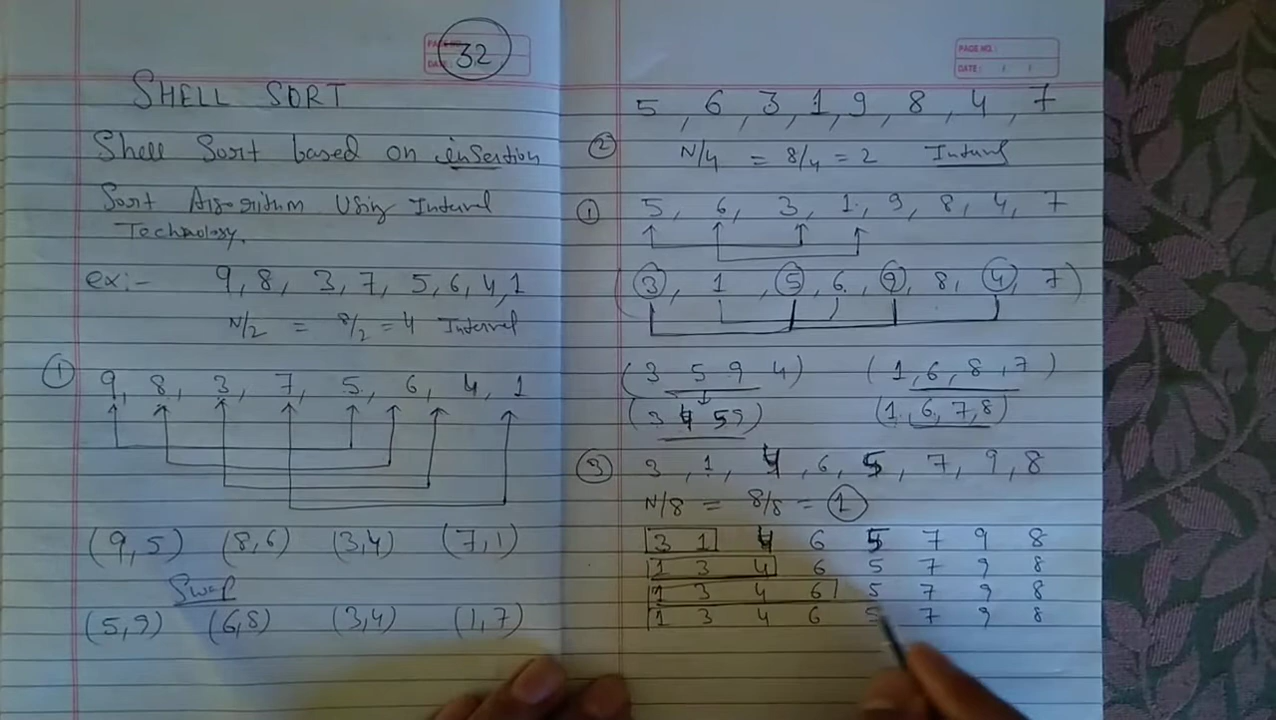 32
SHELL SORT
Shell Sort based on insertion
Sort Algoritum Using Interval
Technology.
ex:- 9, 8, 3, 7, 5, 6, 4, 1
N/2 = 8/2 = 4 Interval
① 9, 8, 3, 7, 5, 6, 4, 1
(9,5) (8,6) (3,4) (7,1)
Swap
(5,9) (6,8) (3,4) (1,7)
PAGE NO.:
DATE: / /
5, 6, 3, 1, 9, 8, 4, 7
② N/4 = 8/4 = 2 Interval
① 5, 6, 3, 1, 9, 8, 4, 7
(3, 1, 5, 6, 9, 8, 4, 7)
(3 5 9 4) (1, 6, 8, 7)
(3 4 5 9) (1, 6, 7, 8)
③ 3, 1, 4, 6, 5, 7, 9, 8
N/8 = 8/8 = 1
3 1 4 6 5 7 9 8
1 3 4 6 5 7 9 8
1 3 4 6 5 7 9 8
1 3 4 6 5 7 9 8